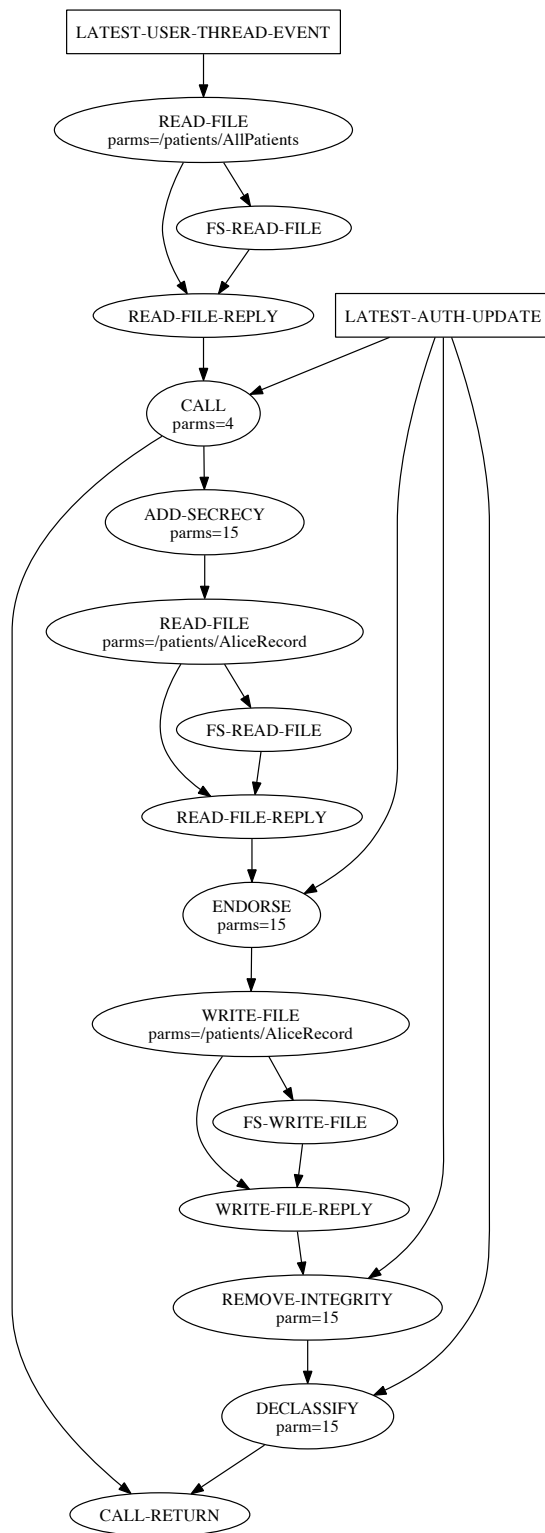 LATEST-USER-THREAD-EVENT
READ-FILE
parms=/patients/AllPatients
FS-READ-FILE
READ-FILE-REPLY
LATEST-AUTH-UPDATE
CALL
parms=4
ADD-SECRECY
parms=15
READ-FILE
parms=/patients/AliceRecord
FS-READ-FILE
READ-FILE-REPLY
ENDORSE
parms=15
WRITE-FILE
parms=/patients/AliceRecord
FS-WRITE-FILE
WRITE-FILE-REPLY
REMOVE-INTEGRITY
parm=15
DECLASSIFY
parm=15
CALL-RETURN